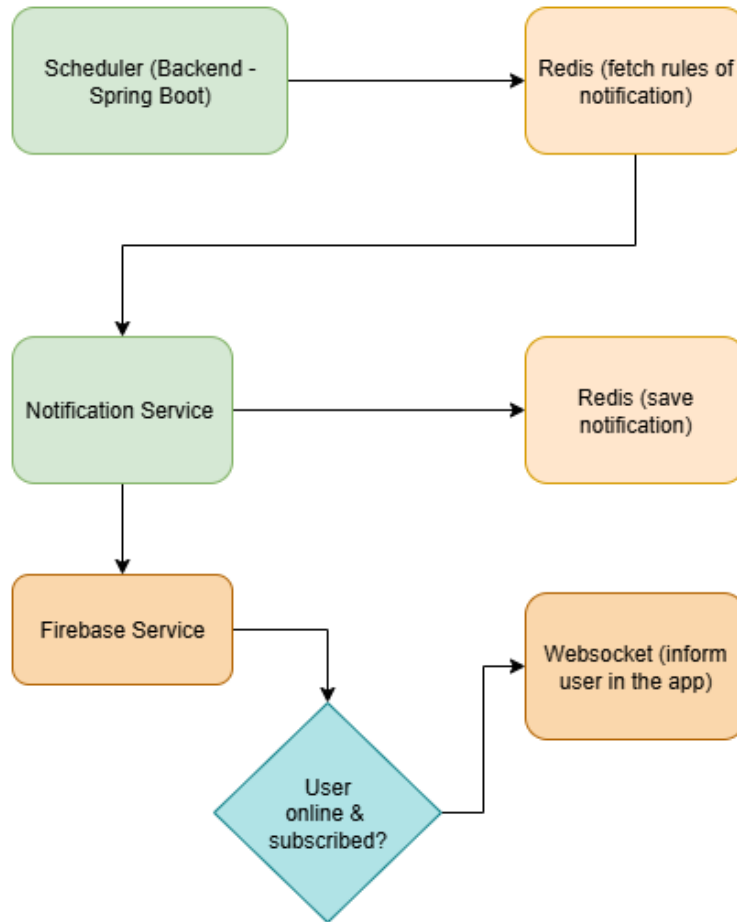 Scheduler (Backend -
Spring Boot)
Redis (fetch rules of
notification)
Notification Service
Redis (save
notification)
Firebase Service
Websocket (inform
user in the app)
User
online &
subscribed?